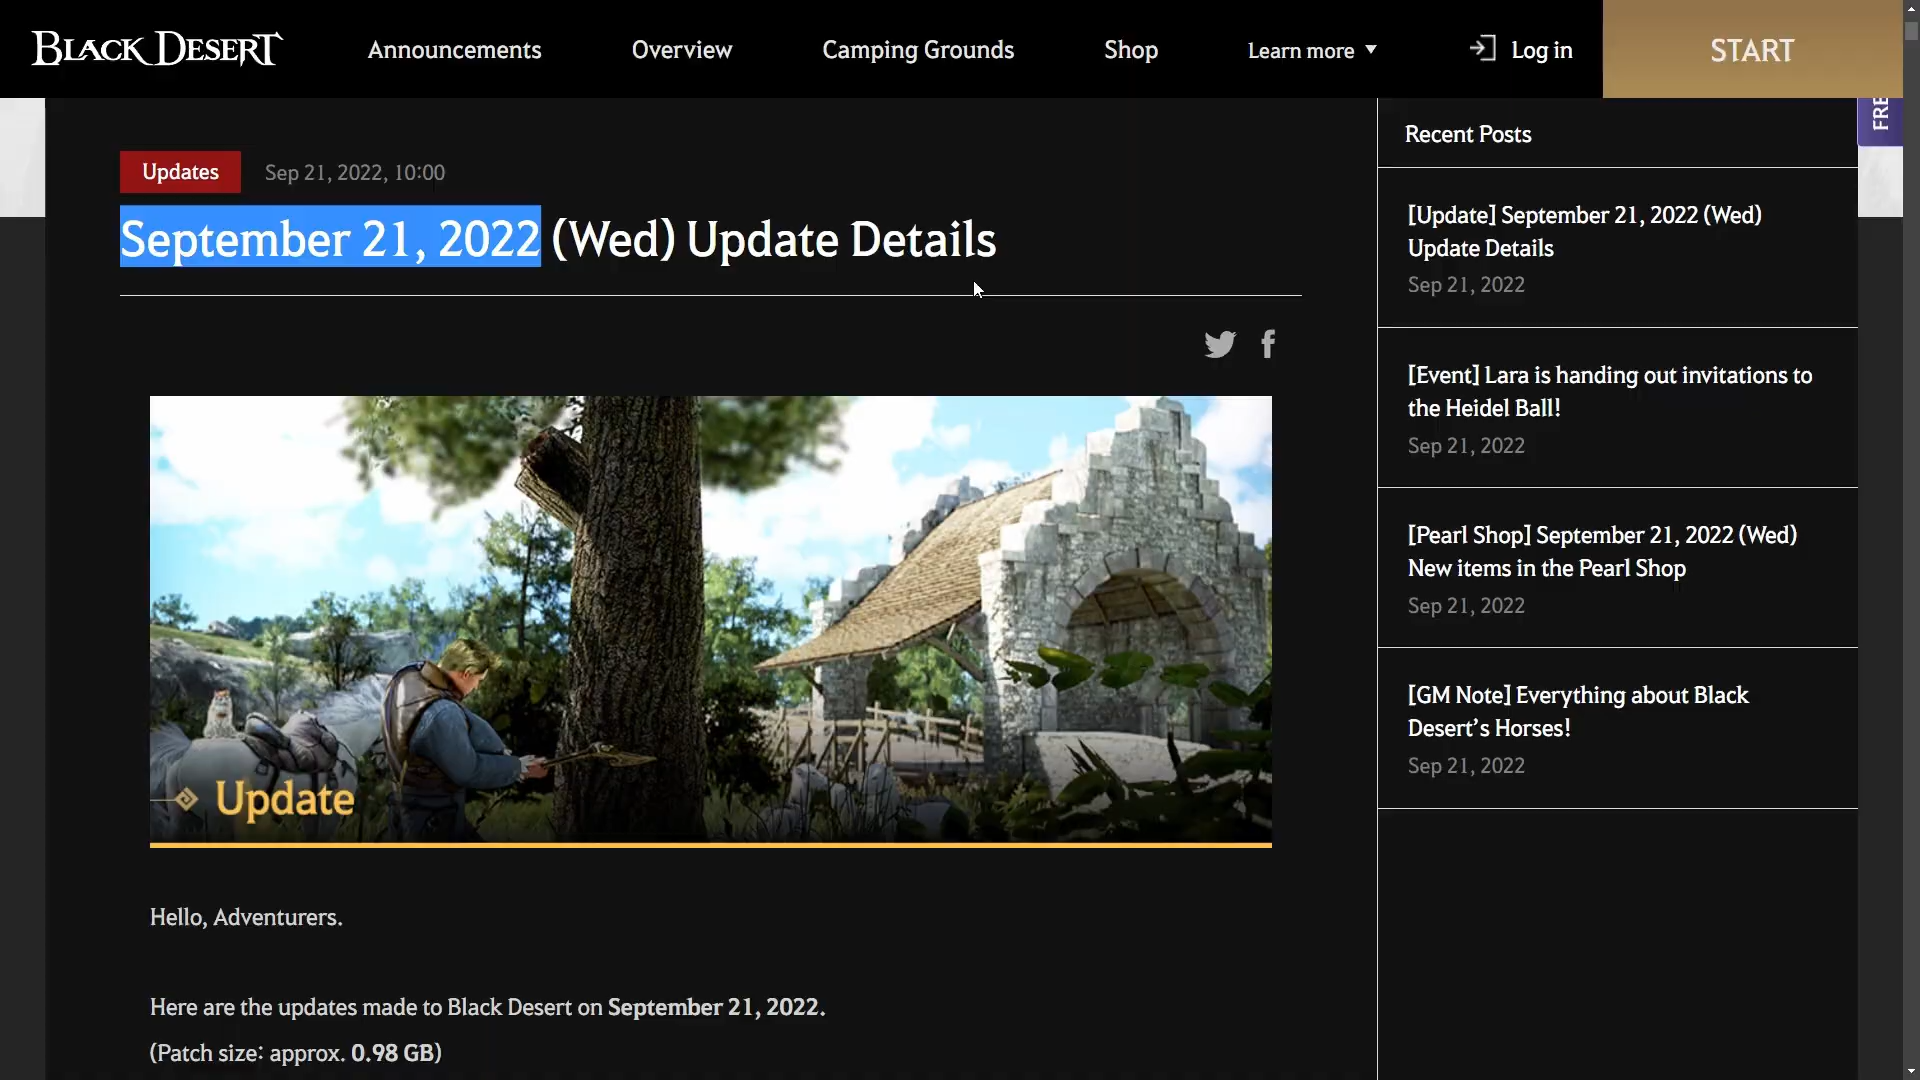 BLACK DESERT
Announcements
Overview
Camping Grounds
Shop
Learn more
Log in
START
FRE
Updates
Sep 21, 2022, 10:00
September 21, 2022 (Wed) Update Details
Update
Hello, Adventurers.
Here are the updates made to Black Desert on September 21, 2022.
(Patch size: approx. 0.98 GB)
Recent Posts
[Update] September 21, 2022 (Wed)
Update Details
Sep 21, 2022
[Event] Lara is handing out invitations to
the Heidel Ball!
Sep 21, 2022
[Pearl Shop] September 21, 2022 (Wed)
New items in the Pearl Shop
Sep 21, 2022
[GM Note] Everything about Black
Desert’s Horses!
Sep 21, 2022